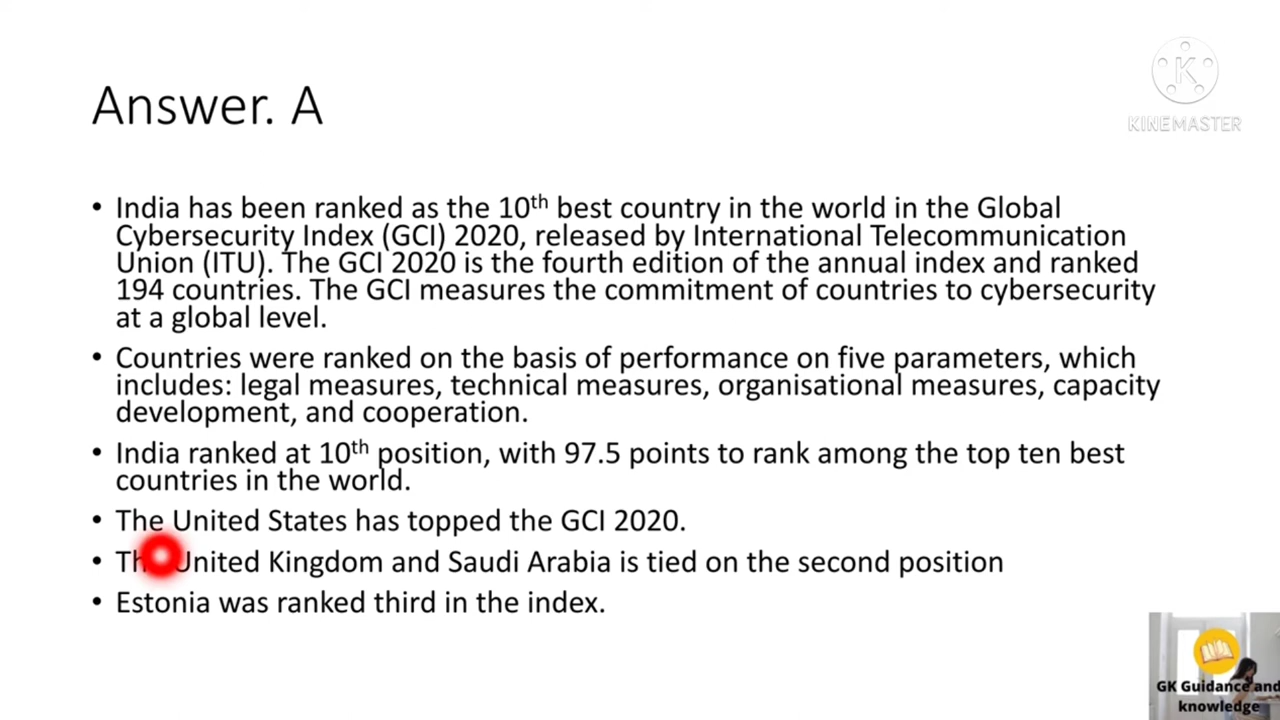 Answer. A
KINEMASTER
• India has been ranked as the 10th best country in the world in the Global
Cybersecurity Index (GCI) 2020, released by International Telecommunication
Union (ITU). The GCI 2020 is the fourth edition of the annual index and ranked
194 countries. The GCI measures the commitment of countries to cybersecurity
at a global level.
• Countries were ranked on the basis of performance on five parameters, which
includes: legal measures, technical measures, organisational measures, capacity
development, and cooperation.
• India ranked at 10th position, with 97.5 points to rank among the top ten best
countries in the world.
• The United States has topped the GCI 2020.
• The United Kingdom and Saudi Arabia is tied on the second position
• Estonia was ranked third in the index.
GK Guidance and
knowledge